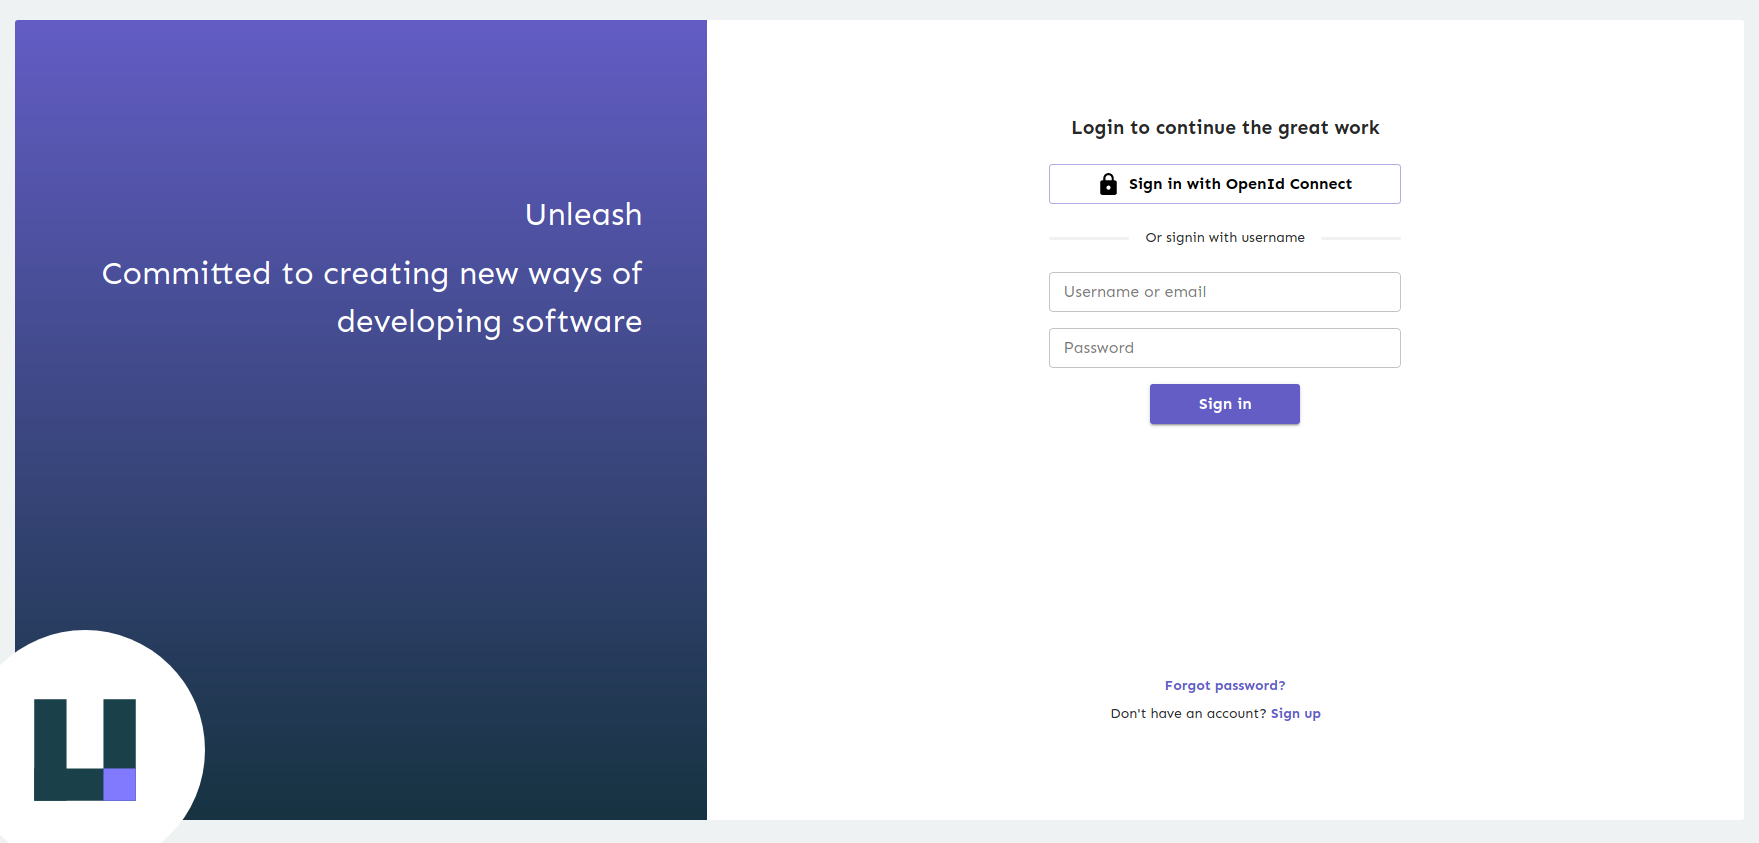 Unleash
Committed to creating new ways of
developing software
Login to continue the great work
Sign in with OpenId Connect
Or signin with username
Username or email
Password
Sign in
Forgot password?
Don't have an account? Sign up